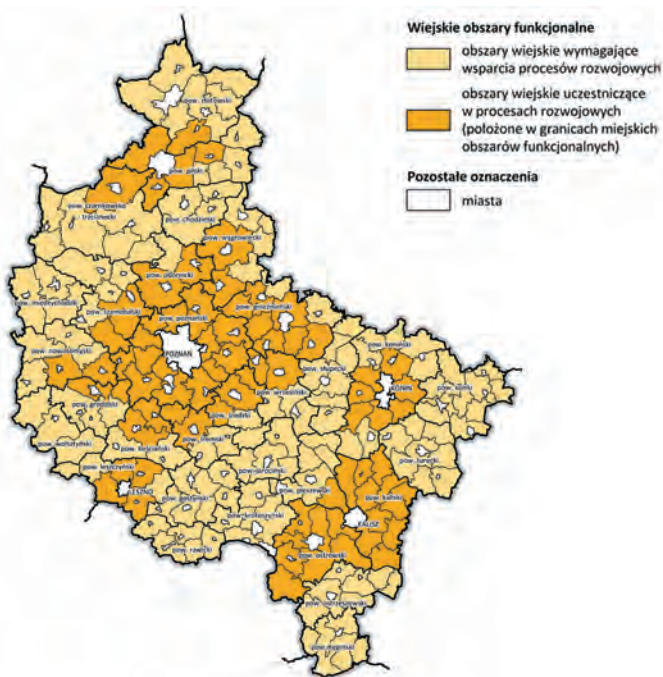 Wiejskie obszary funkcjonalne
obszary wiejskie wymagające
wsparcia procesów rozwojowych
obszary wiejskie uczestniczące
w procesach rozwojowych
(położone w granicach miejskich
obszarów funkcjonalnych)
Pozostałe oznaczenia
miasta
pow. złotowski
pow. pilski
pow. czarnkowsko-
trzcianecki
pow. chodzieski
pow. wągrowiecki
pow. obornicki
pow. międzychodzki
pow. szamotulski
pow. poznański
pow. gnieźnieński
pow. nowotomyski
POZNAŃ
pow. słupecki
pow. koniński
KONIN
pow. kolski
pow. wrzesiński
pow. grodziski
pow. średzki
pow. śremski
pow. wolsztyński
pow. kościański
pow. turecki
pow. leszczyński
LESZNO
pow. gostyński
pow. jarociński
pow. pleszewski
pow. kaliski
KALISZ
pow. krotoszyński
pow. rawicki
pow. ostrowski
pow. ostrzeszowski
pow. kępiński